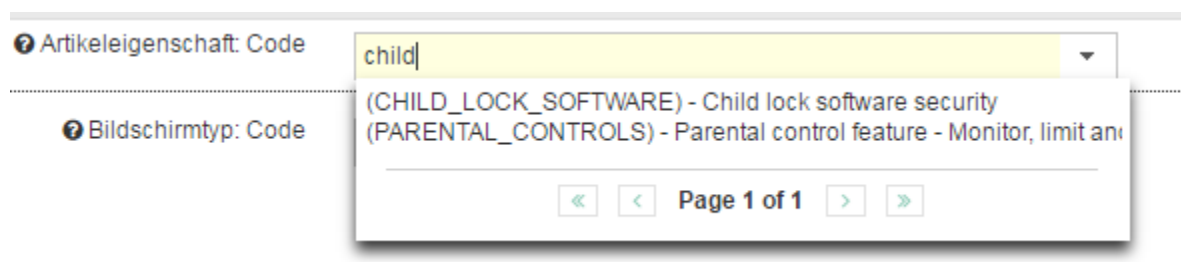 Artikeleigenschaft: Code
child
(CHILD_LOCK_SOFTWARE) - Child lock software security
(PARENTAL_CONTROLS) - Parental control feature - Monitor, limit and
Bildschirmtyp: Code
« < Page 1 of 1 > »